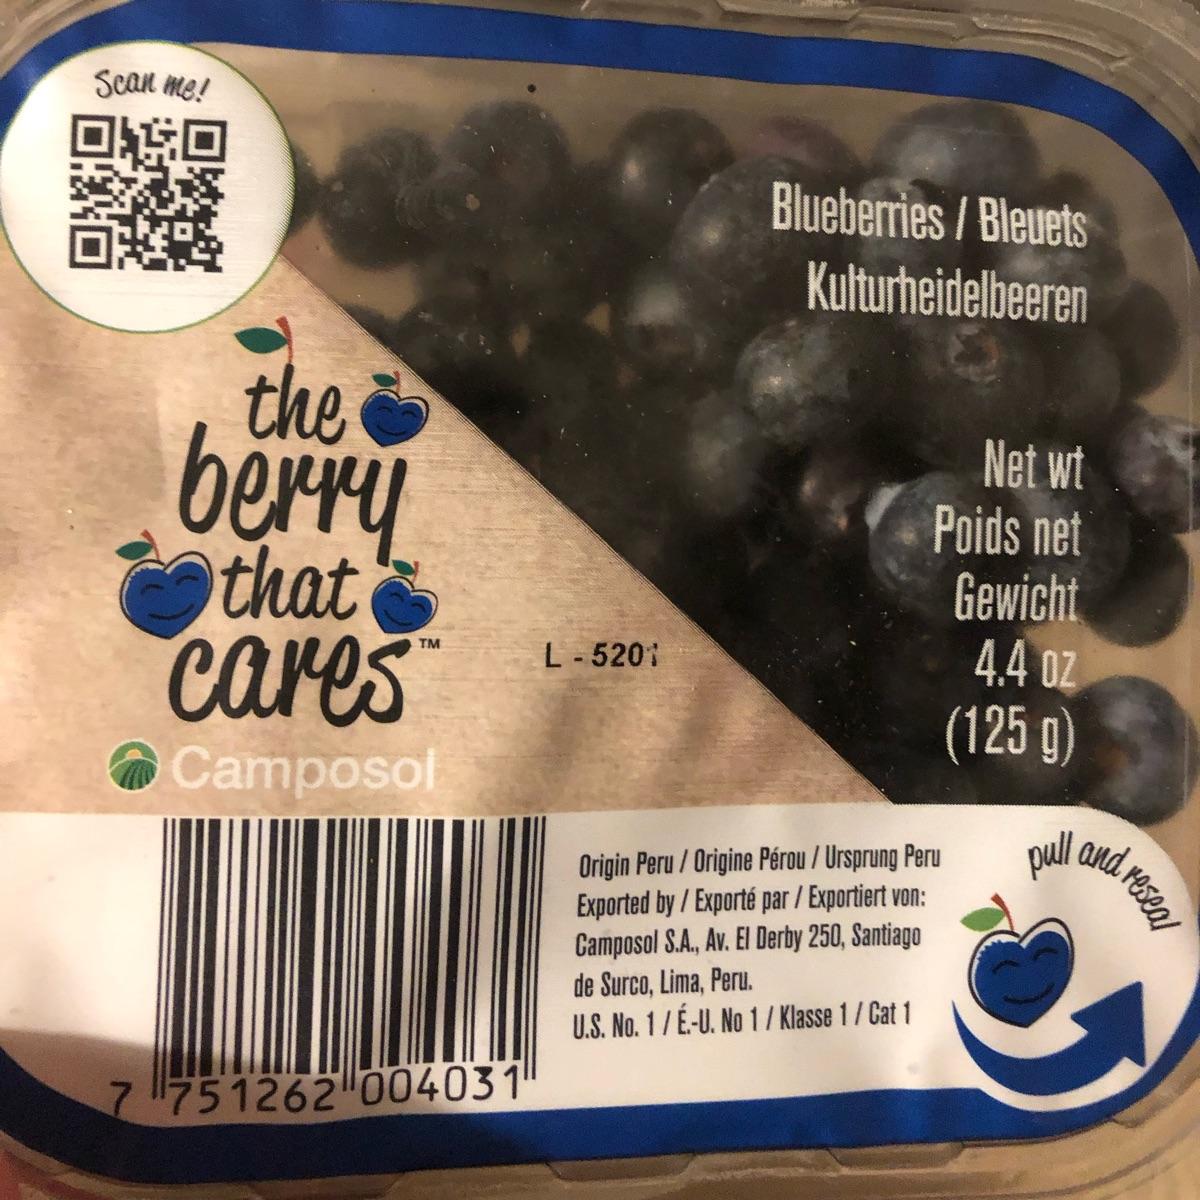 Scan me!
Blueberries / Bleuets
Kulturheidelbeeren
the
berry
that
cares™
Camposol
L - 5201
Net wt
Poids net
Gewicht
4.4 oz
(125 g)
Origin Peru / Origine Pérou / Ursprung Peru
Exported by / Exporté par / Exportiert von:
Camposol S.A., Av. El Derby 250, Santiago
de Surco, Lima, Peru.
U.S. No. 1 / É.-U. No 1 / Klasse 1 / Cat 1
pull and reseal
7 751262 004031